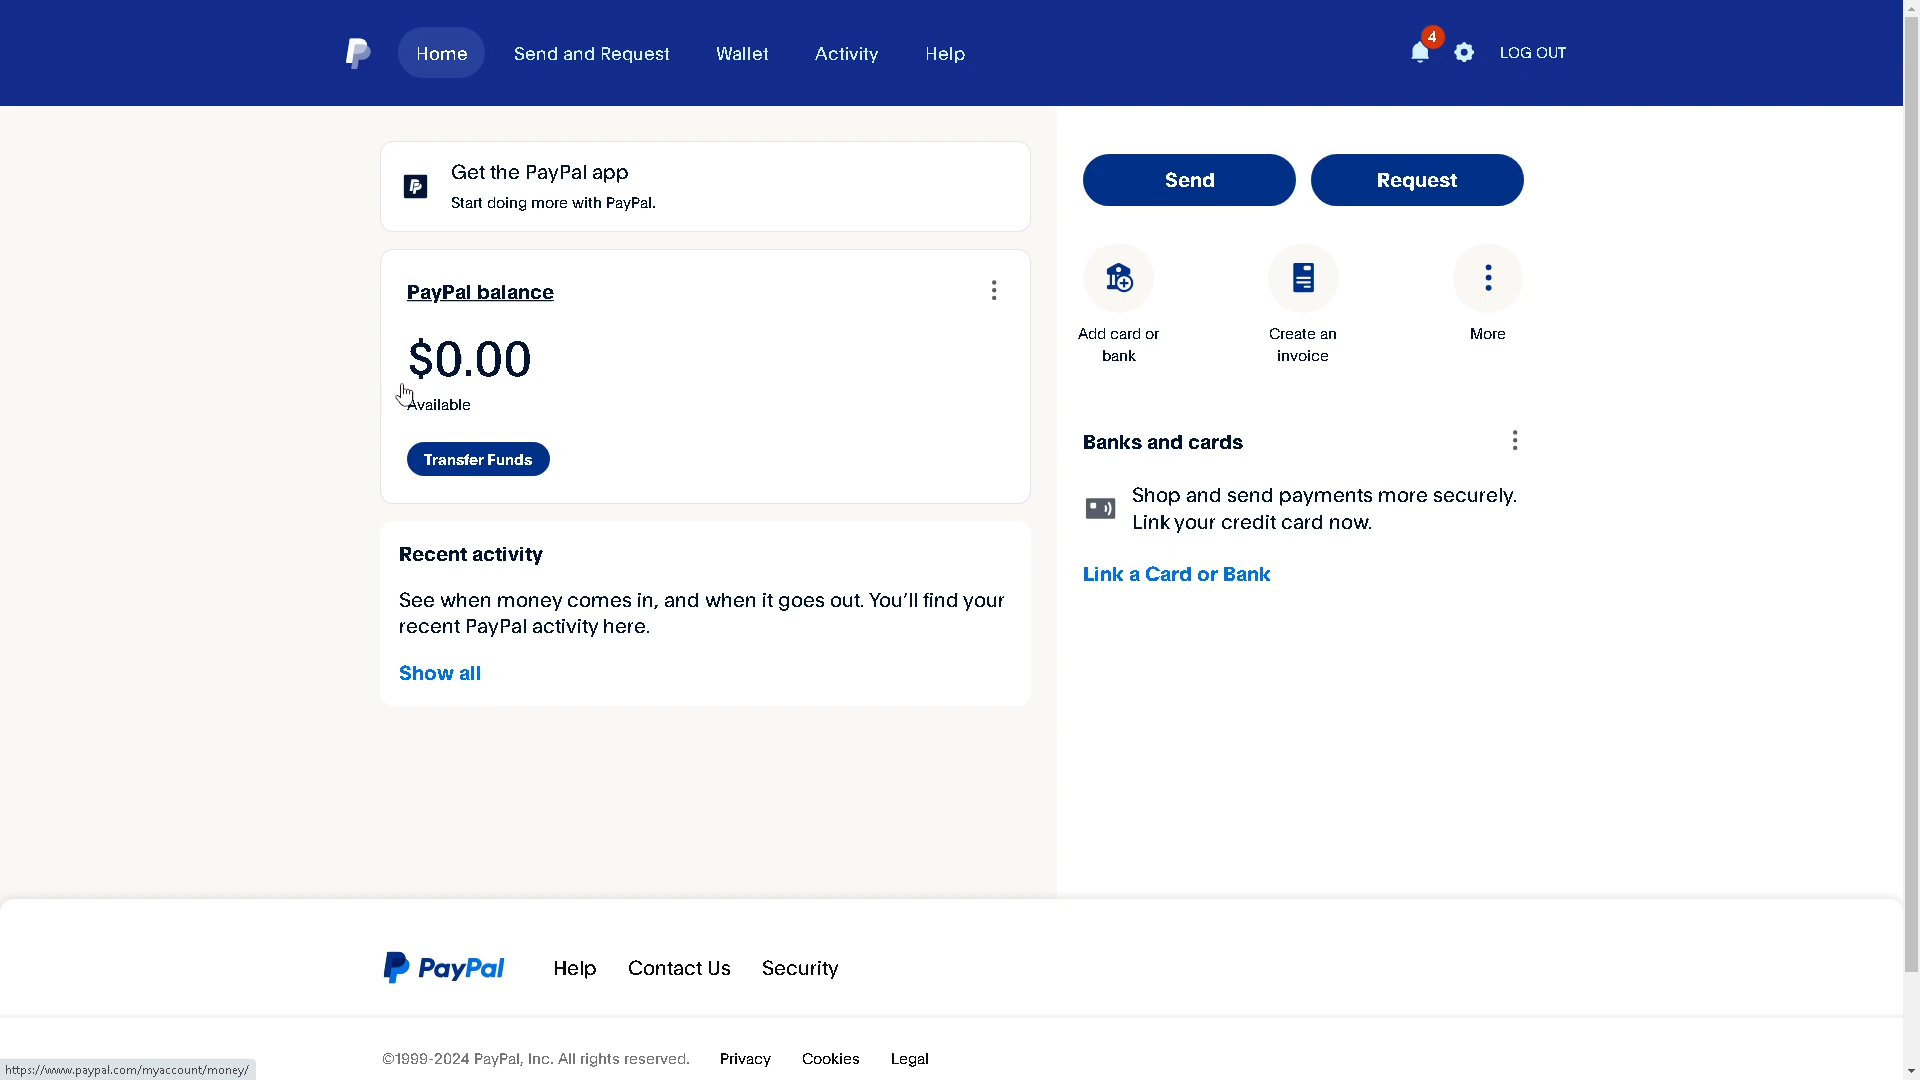 Home
Send and Request
Wallet
Activity
Help
4
LOG OUT
Get the PayPal app
Start doing more with PayPal.
PayPal balance
$0.00
Available
Transfer Funds
Recent activity
See when money comes in, and when it goes out. You'll find your
recent PayPal activity here.
Show all
Send
Request
Add card or
bank
Create an
invoice
More
Banks and cards
Shop and send payments more securely.
Link your credit card now.
Link a Card or Bank
PayPal
Help
Contact Us
Security
©1999-2024 PayPal, Inc. All rights reserved.
Privacy
Cookies
Legal
https://www.paypal.com/myaccount/money/